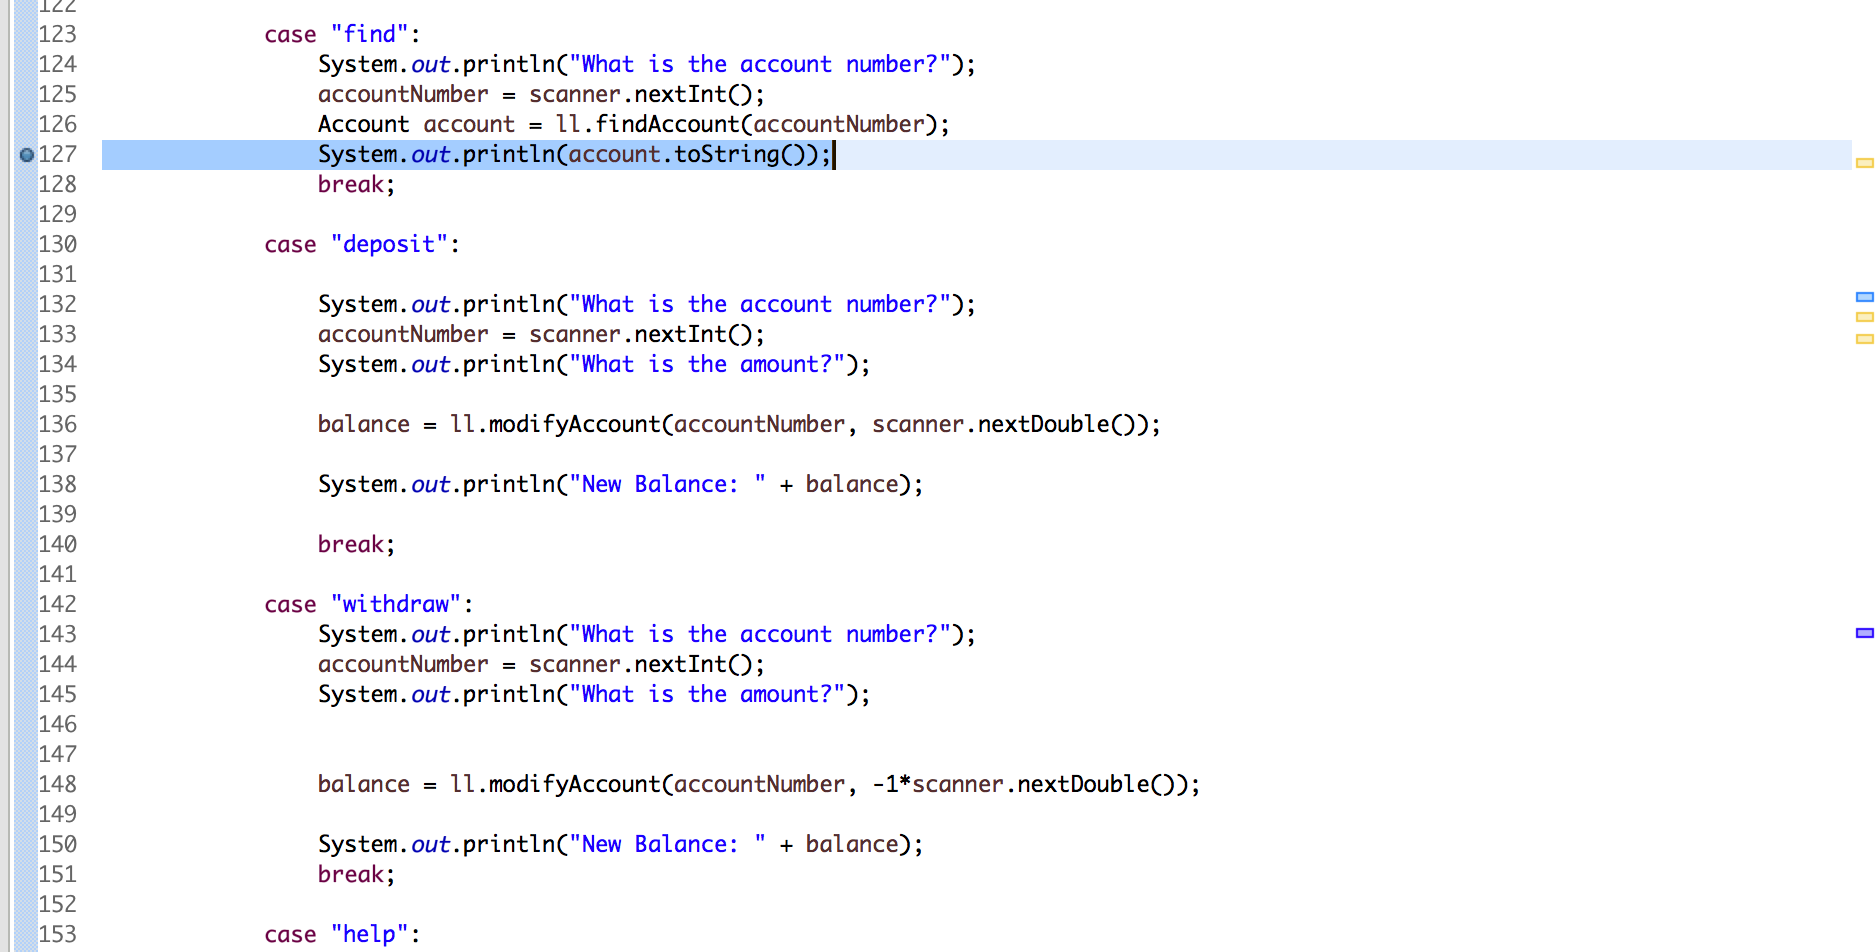 122
123 case "find":
124 System.out.println("What is the account number?");
125 accountNumber = scanner.nextInt();
126 Account account = ll.findAccount(accountNumber);
127 System.out.println(account.toString());
128 break;
129
130 case "deposit":
131
132 System.out.println("What is the account number?");
133 accountNumber = scanner.nextInt();
134 System.out.println("What is the amount?");
135
136 balance = ll.modifyAccount(accountNumber, scanner.nextDouble());
137
138 System.out.println("New Balance: " + balance);
139
140 break;
141
142 case "withdraw":
143 System.out.println("What is the account number?");
144 accountNumber = scanner.nextInt();
145 System.out.println("What is the amount?");
146
147
148 balance = ll.modifyAccount(accountNumber, -1*scanner.nextDouble());
149
150 System.out.println("New Balance: " + balance);
151 break;
152
153 case "help":